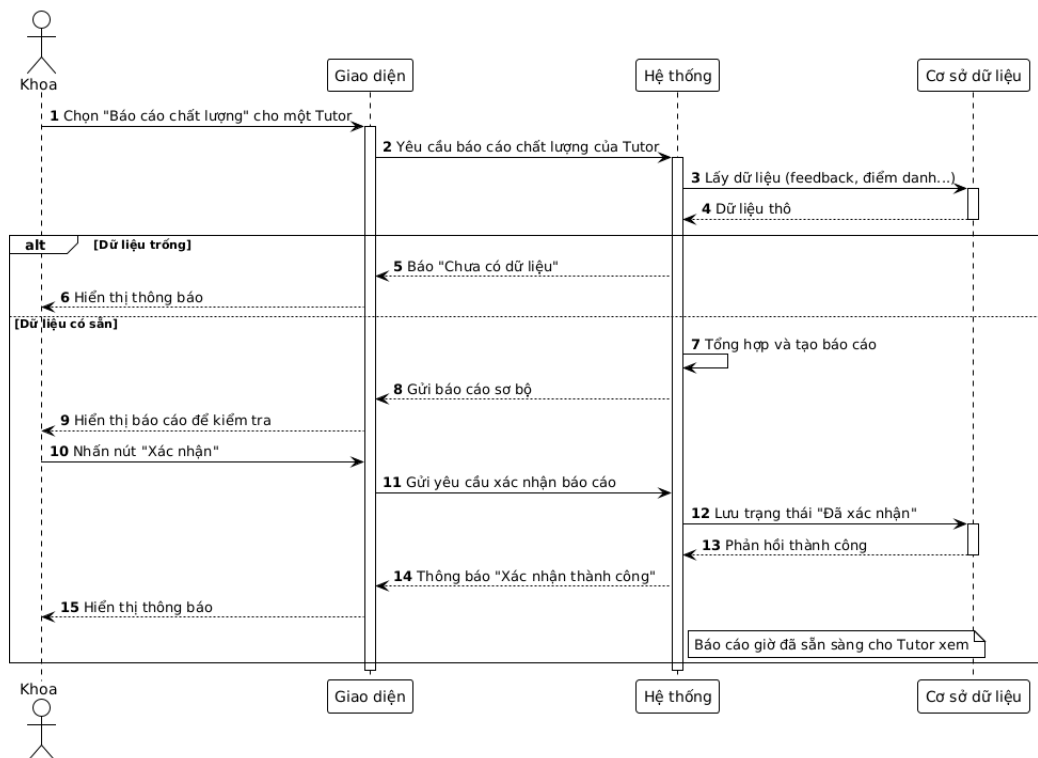 Khoa
Giao diện
Hệ thống
Cơ sở dữ liệu
1 Chọn "Báo cáo chất lượng" cho một Tutor
2 Yêu cầu báo cáo chất lượng của Tutor
3 Lấy dữ liệu (feedback, điểm danh...)
4 Dữ liệu thô
alt [Dữ liệu trống]
5 Báo "Chưa có dữ liệu"
6 Hiển thị thông báo
[Dữ liệu có sẵn]
7 Tổng hợp và tạo báo cáo
8 Gửi báo cáo sơ bộ
9 Hiển thị báo cáo để kiểm tra
10 Nhấn nút "Xác nhận"
11 Gửi yêu cầu xác nhận báo cáo
12 Lưu trạng thái "Đã xác nhận"
13 Phản hồi thành công
14 Thông báo "Xác nhận thành công"
15 Hiển thị thông báo
Báo cáo giờ đã sẵn sàng cho Tutor xem
Khoa
Giao diện
Hệ thống
Cơ sở dữ liệu